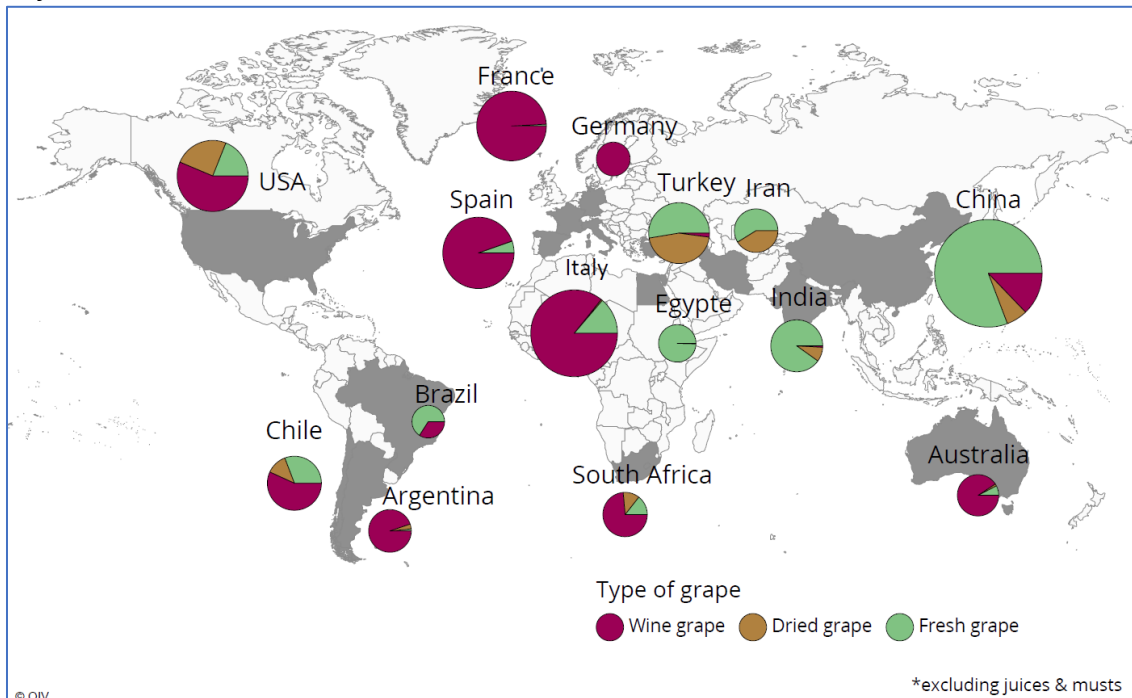 France
Germany
USA
Turkey
Iran
China
Spain
Italy
Egypte
India
Brazil
Chile
Australia
South Africa
Argentina
Type of grape
Wine grape
Dried grape
Fresh grape
*excluding juices & musts
© OIV